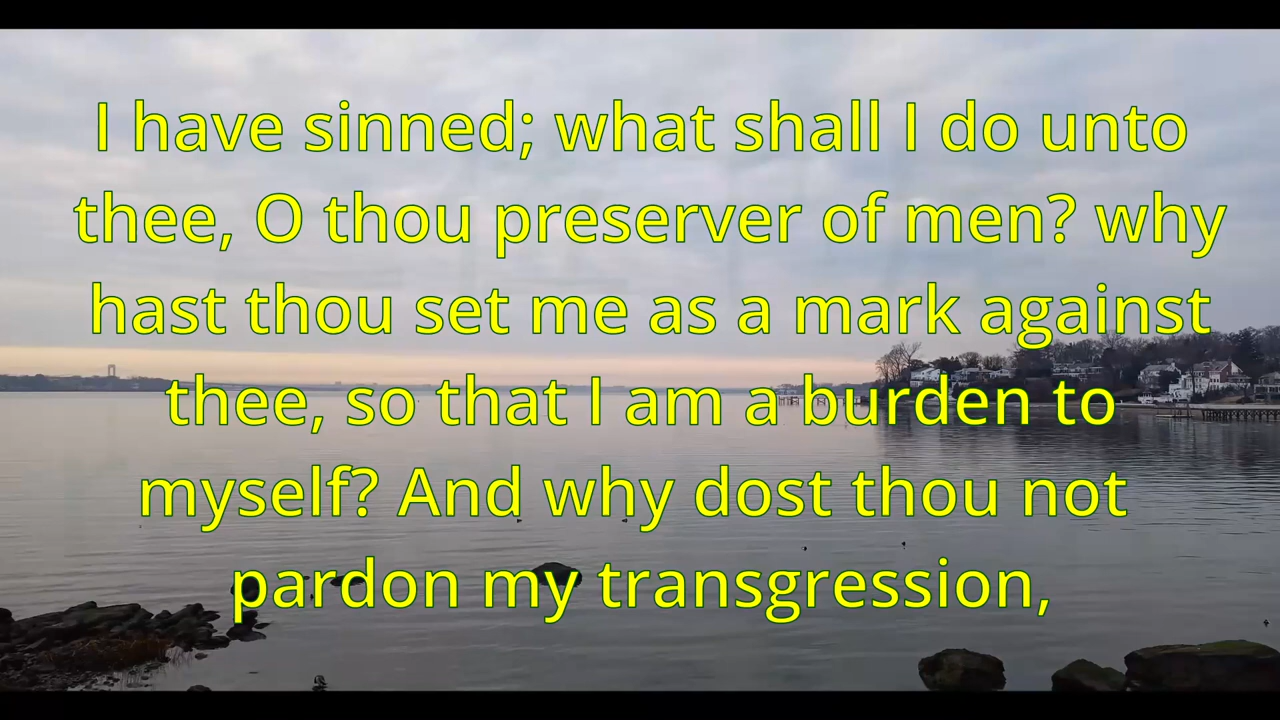 I have sinned; what shall I do unto
thee, O thou preserver of men? why
hast thou set me as a mark against
thee, so that I am a burden to
myself? And why dost thou not
pardon my transgression,